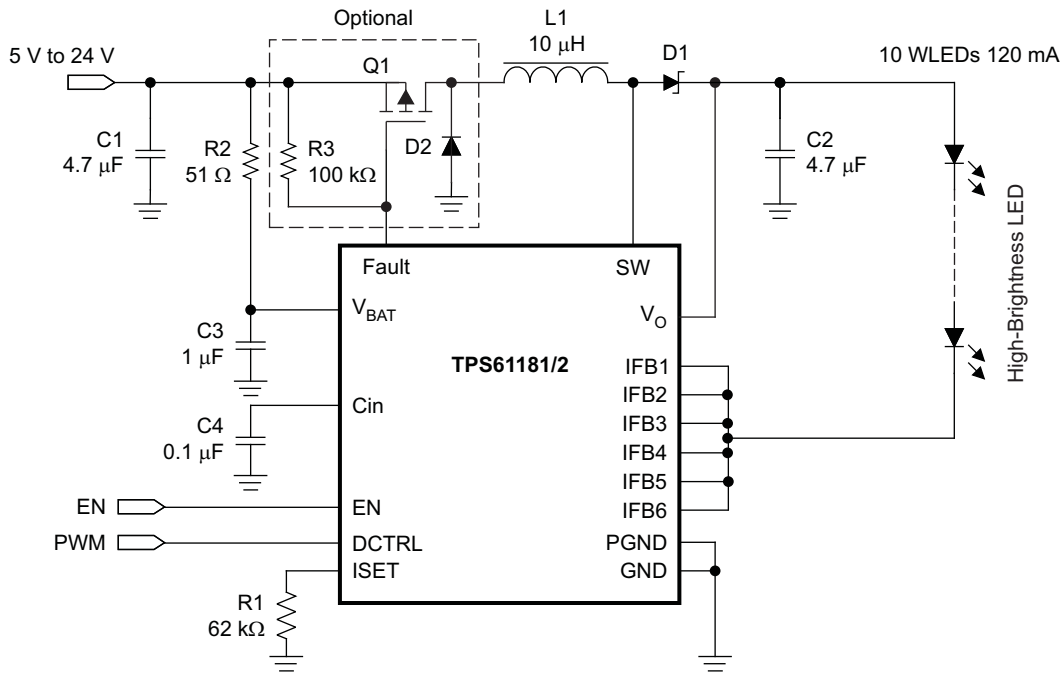 Optional
L1
10 μH
5 V to 24 V
Q1
D1
10 WLEDs 120 mA
C1
4.7 μF
R2
51 Ω
R3
100 kΩ
D2
C2
4.7 μF
High-Brightness LED
Fault
SW
VBAT
VO
C3
1 μF
TPS61181/2
IFB1
IFB2
IFB3
IFB4
IFB5
IFB6
Cin
C4
0.1 μF
EN
EN
PWM
DCTRL
PGND
ISET
GND
R1
62 kΩ